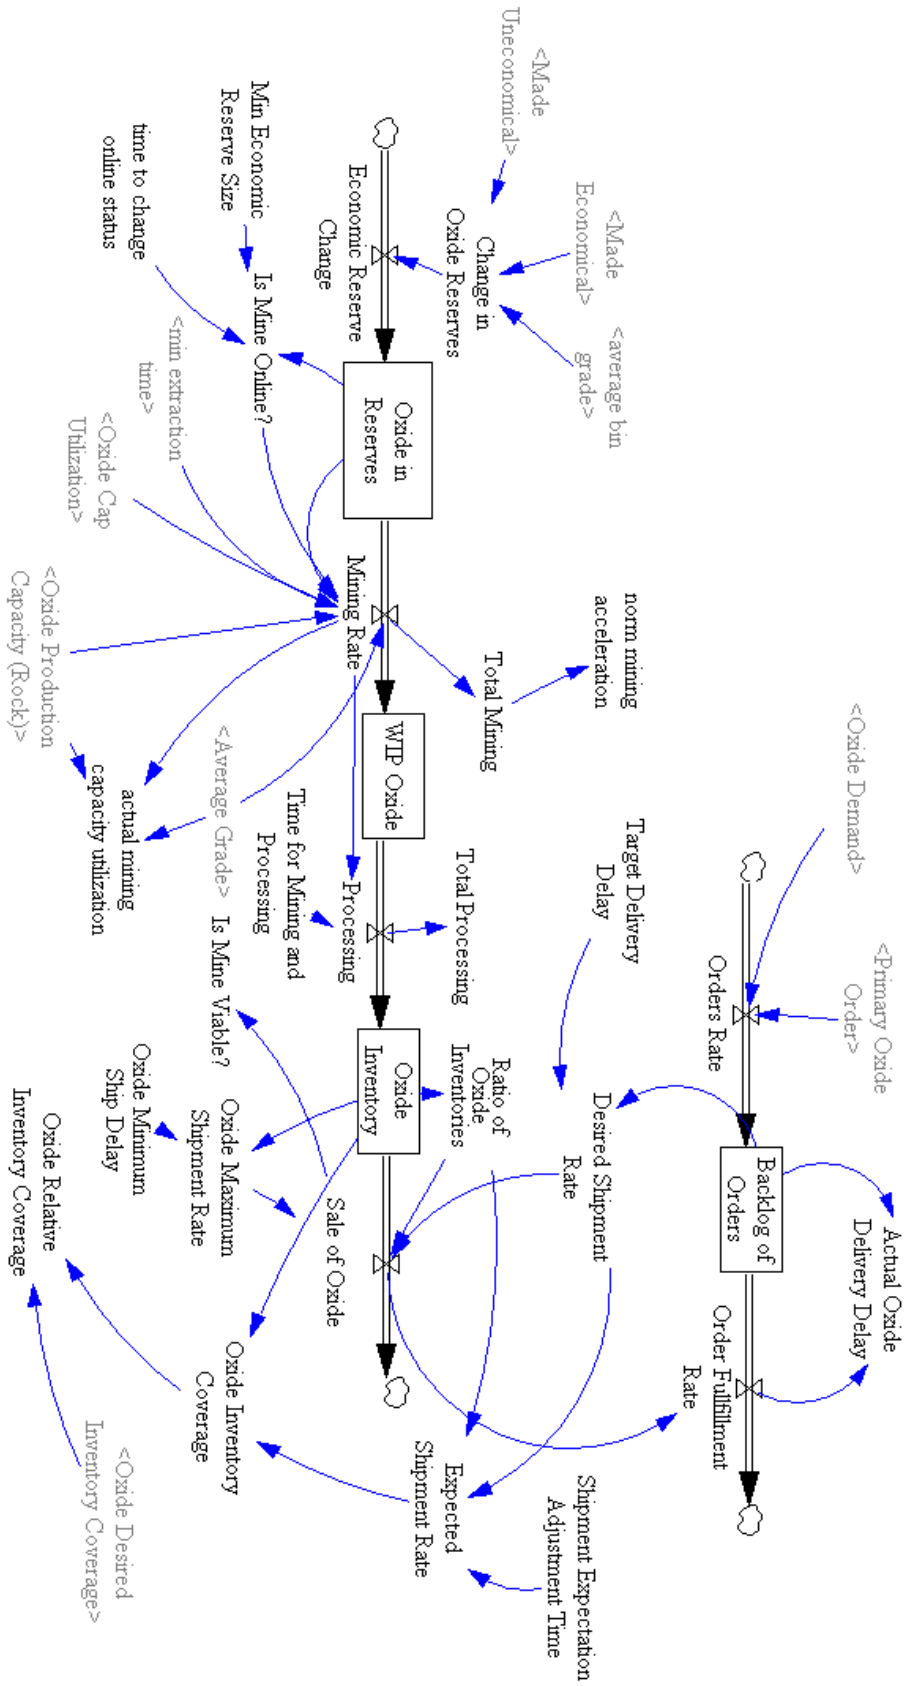 Actual Oxide
Delivery Delay
<Primary Oxide
Order>
<Oxide Demand>
Orders Rate
Backlog of
Orders
Order Fullfillment
Rate
norm mining
acceleration
Target Delivery
Delay
Desired Shipment
Rate
Shipment Expectation
Adjustment Time
<Made
Uneconomical>
<Made
Economical>
<average bin
grade>
Change in
Oxide Reserves
Total Mining
Total Processing
Ratio of
Oxide
Inventories
Expected
Shipment Rate
Economic Reserve
Change
Oxide in
Reserves
Mining Rate
WIP Oxide
Processing
Oxide
Inventory
Sale of Oxide
Min Economic
Reserve Size
Is Mine Online?
Time for Mining and
Processing
<Average Grade>
Is Mine Viable?
Oxide Maximum
Shipment Rate
Oxide Inventory
Coverage
time to change
online status
<min extraction
time>
<Oxide Cap
Utilization>
<Oxide Production
Capacity (Rock)>
actual mining
capacity utilization
Oxide Minimum
Ship Delay
Oxide Relative
Inventory Coverage
<Oxide Desired
Inventory Coverage>